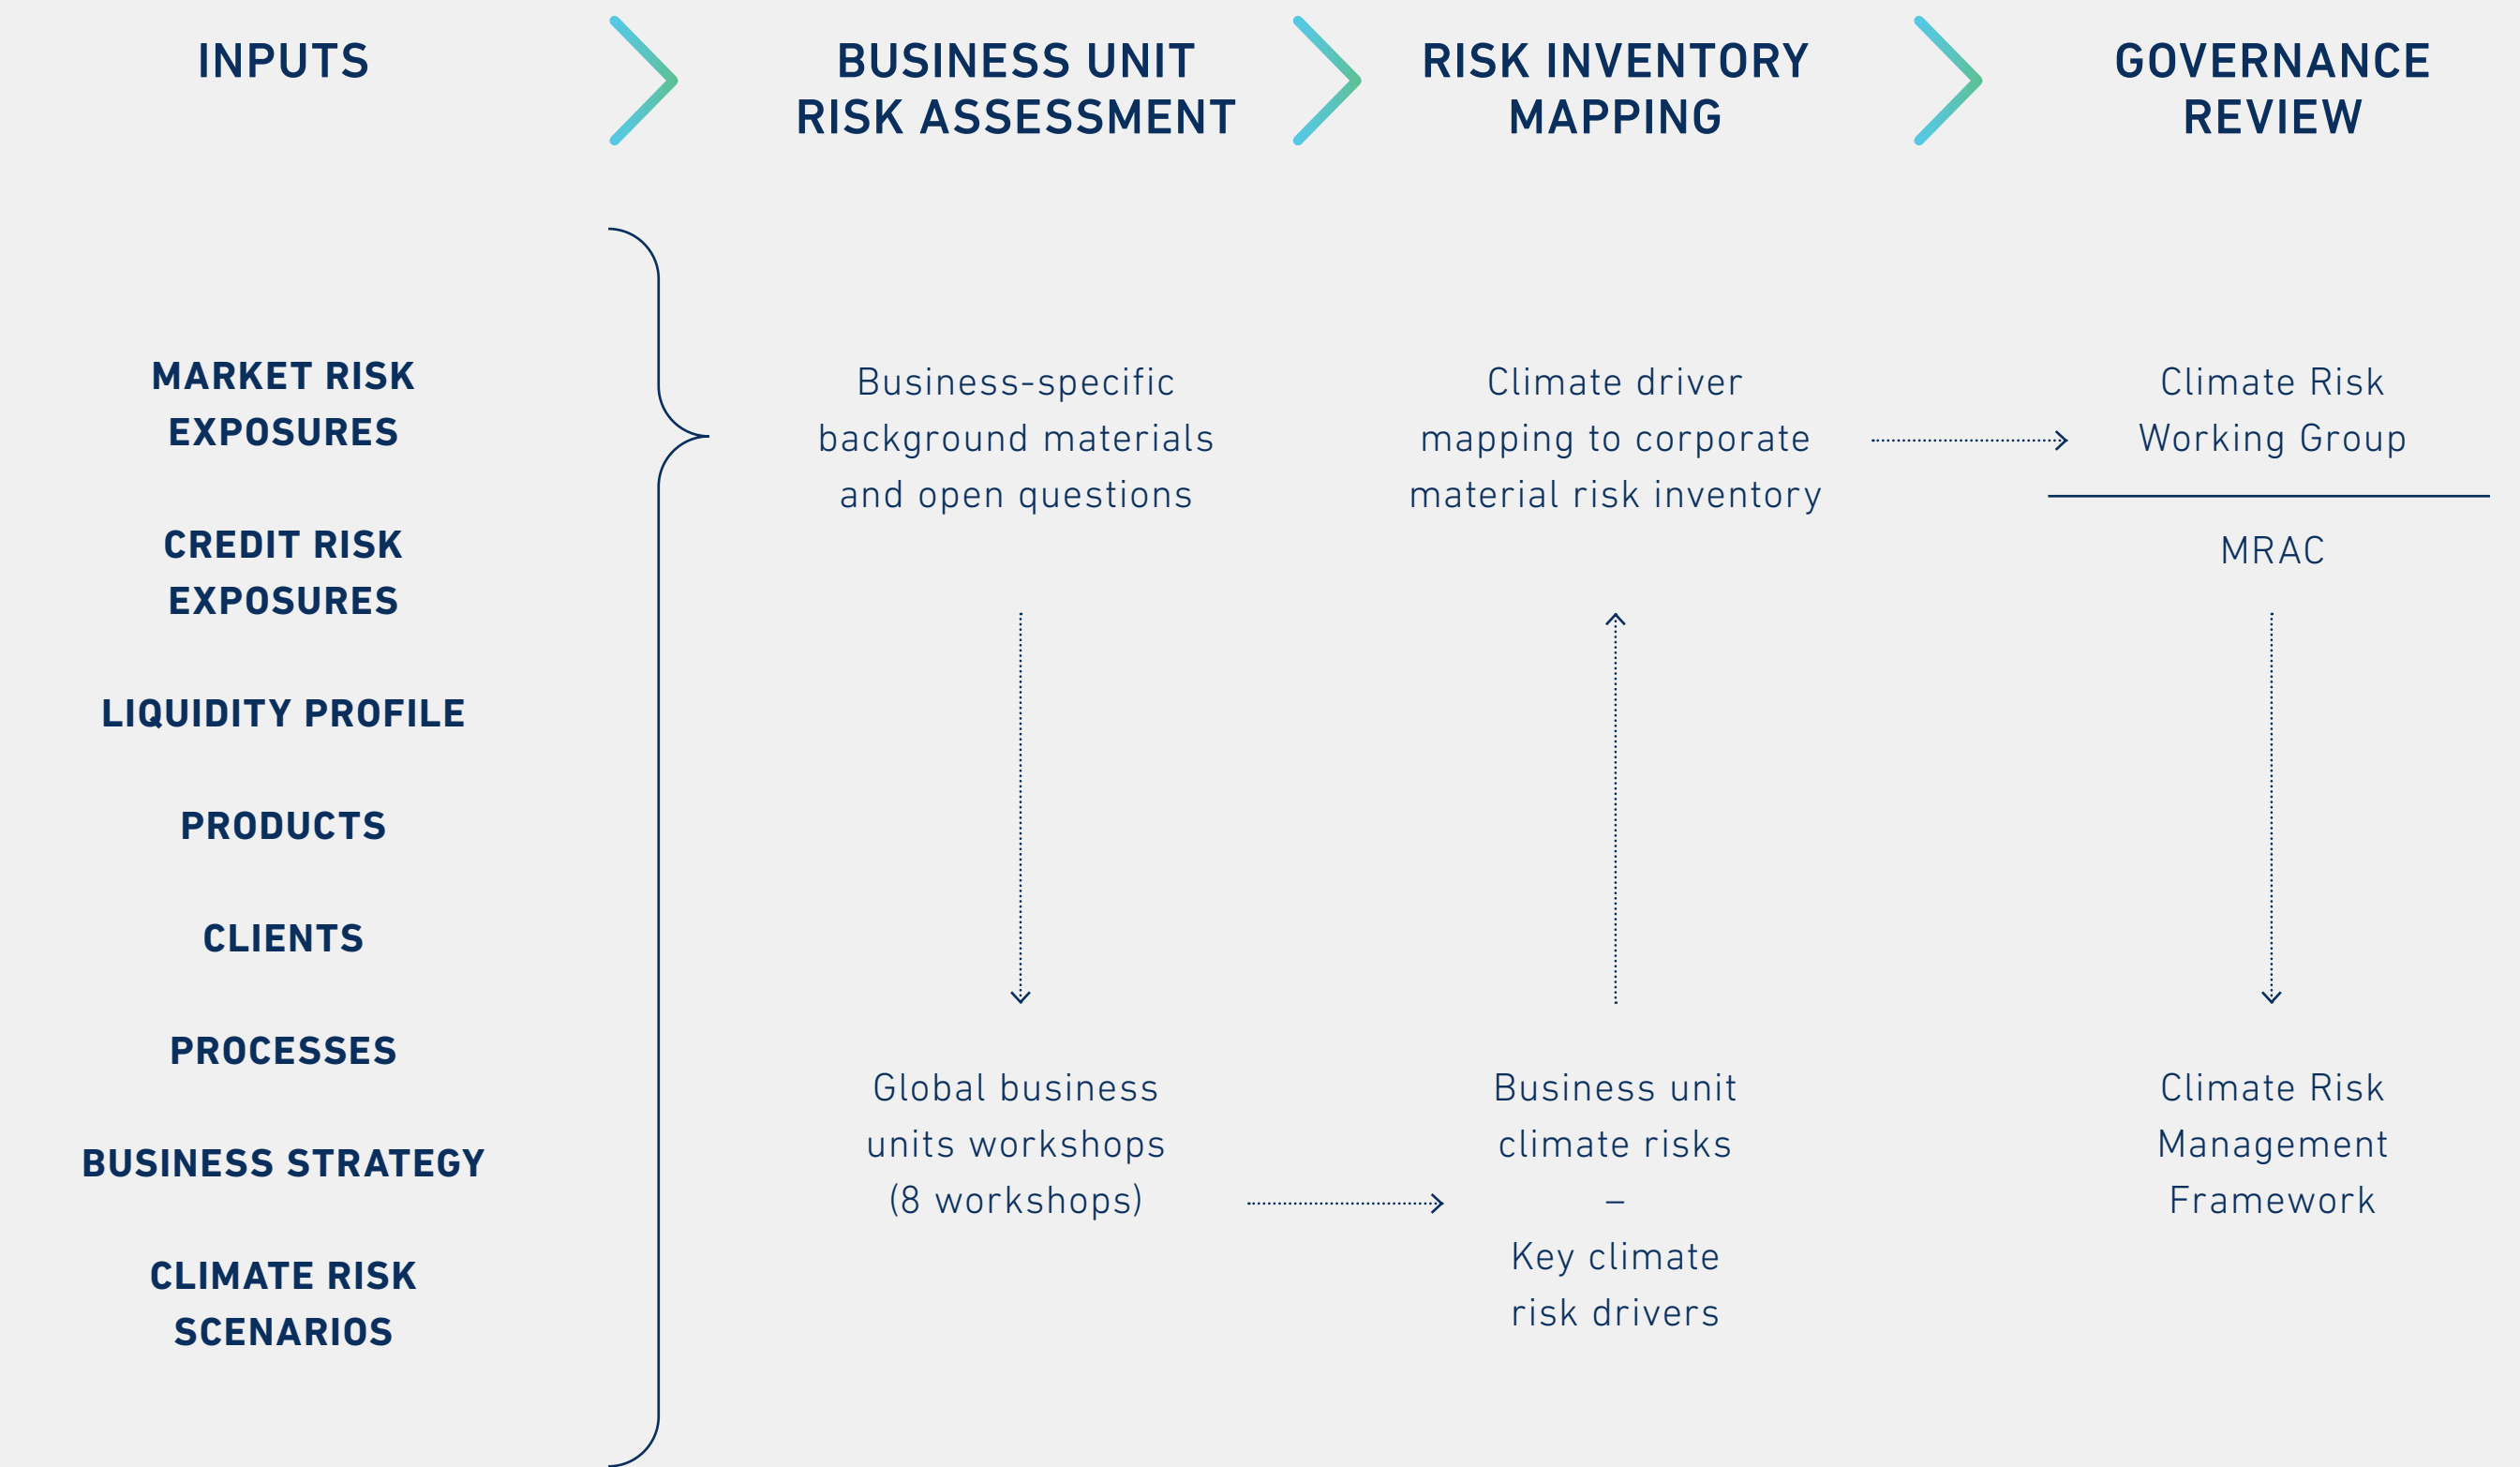 INPUTS
BUSINESS UNIT
RISK ASSESSMENT
RISK INVENTORY
MAPPING
GOVERNANCE
REVIEW
MARKET RISK
EXPOSURES
CREDIT RISK
EXPOSURES
LIQUIDITY PROFILE
PRODUCTS
CLIENTS
PROCESSES
BUSINESS STRATEGY
CLIMATE RISK
SCENARIOS
Business-specific
background materials
and open questions
Global business
units workshops
(8 workshops)
Climate driver
mapping to corporate
material risk inventory
Business unit
climate risks
–
Key climate
risk drivers
Climate Risk
Working Group
MRAC
Climate Risk
Management
Framework